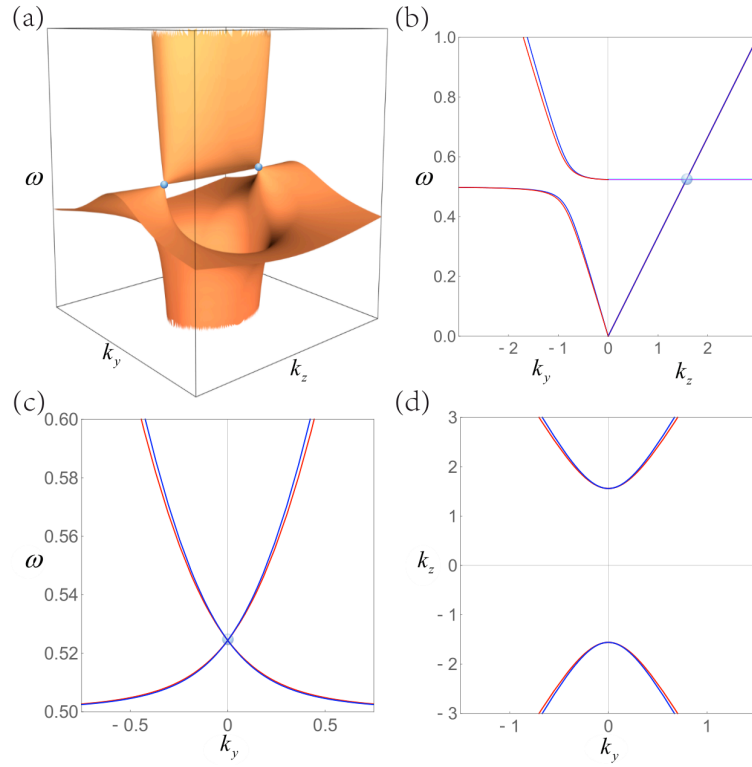 (a)
ω
k_y
k_z
(b)
1.0
0.8
0.6
ω
0.4
0.2
0.0
- 2 - 1 0 1 2
k_y k_z
(c)
0.60
0.58
0.56
ω
0.54
0.52
0.50
- 0.5 0 0.5
k_y
(d)
3
2
1
k_z 0
- 1
- 2
- 3
- 1 0 1
k_y